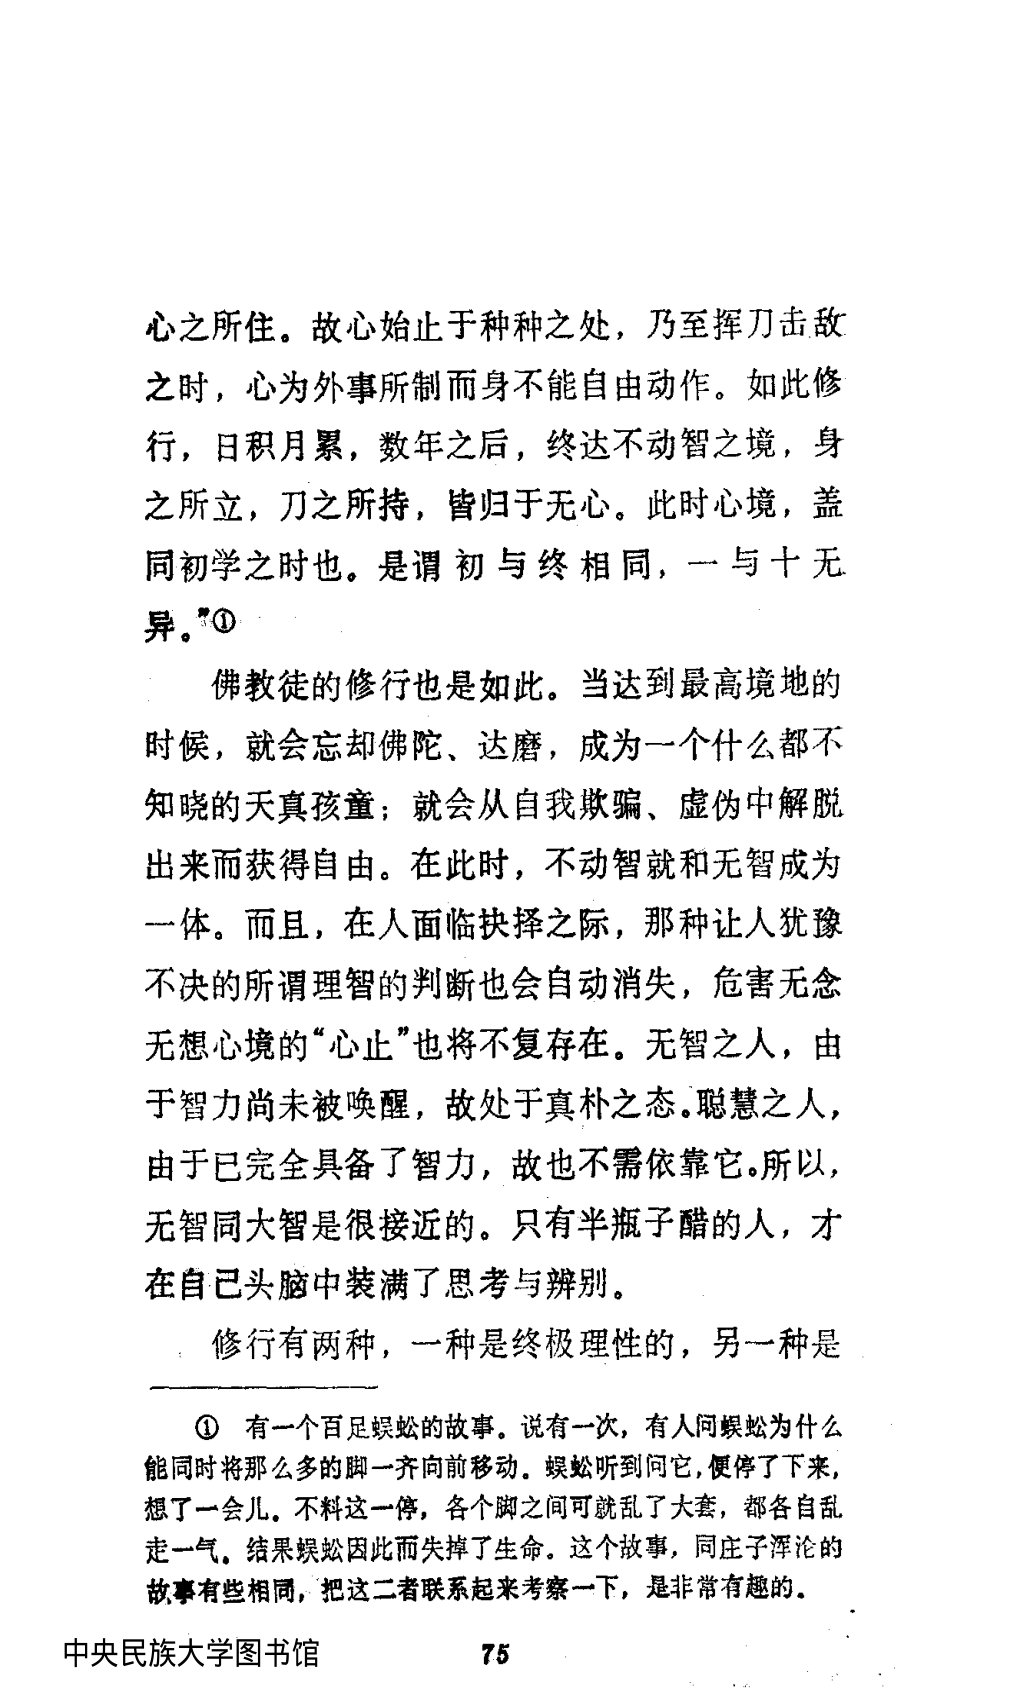 心之所住。故心始止于种种之处，乃至挥刀击敌
之时，心为外事所制而身不能自由动作。如此修
行，日积月累，数年之后，终达不动智之境，身
之所立，刀之所持，皆归于无心。此时心境，盖
同初学之时也。是谓初与终相同，一与十无
异。”①
佛教徒的修行也是如此。当达到最高境地的
时候，就会忘却佛陀、达磨，成为一个什么都不
知晓的天真孩童；就会从自我欺骗、虚伪中解脱
出来而获得自由。在此时，不动智就和无智成为
一体。而且，在人面临抉择之际，那种让人犹豫
不决的所谓理智的判断也会自动消失，危害无念
无想心境的“心止”也将不复存在。无智之人，由
于智力尚未被唤醒，故处于真朴之态。聪慧之人，
由于已完全具备了智力，故也不需依靠它。所以，
无智同大智是很接近的。只有半瓶子醋的人，才
在自己头脑中装满了思考与辨别。
修行有两种，一种是终极理性的，另一种是
① 有一个百足蜈蚣的故事。说有一次，有人问蜈蚣为什么
能同时将那么多的脚一齐向前移动。蜈蚣听到问它，便停了下来，
想了一会儿。不料这一停，各个脚之间可就乱了大套，都各自乱
走一气。结果蜈蚣因此而失掉了生命。这个故事，同庄子浑沦的
故事有些相同，把这二者联系起来考察一下，是非常有趣的。
中央民族大学图书馆
75